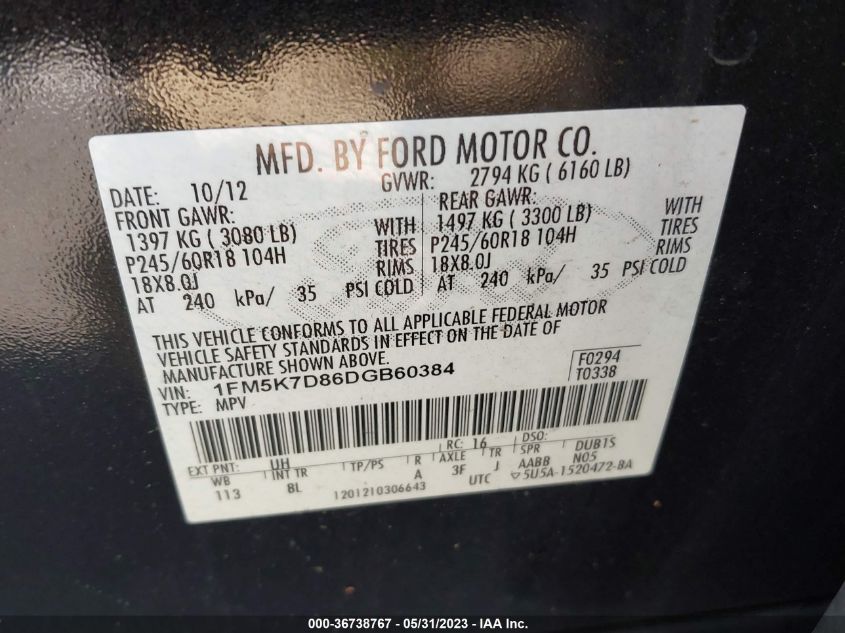 MFD. BY FORD MOTOR CO.
DATE: 10/12 GVWR: 2794 KG ( 6160 LB)
FRONT GAWR: REAR GAWR:
1397 KG ( 3080 LB) WITH 1497 KG ( 3300 LB) WITH
P245/60R18 104H TIRES P245/60R18 104H TIRES
18X8.0J RIMS 18X8.0J RIMS
AT 240 kPa/ 35 PSI COLD AT 240 kPa/ 35 PSI COLD
THIS VEHICLE CONFORMS TO ALL APPLICABLE FEDERAL MOTOR
VEHICLE SAFETY STANDARDS IN EFFECT ON THE DATE OF
MANUFACTURE SHOWN ABOVE.
VIN: 1FM5K7D86DGB60384 F0294
TYPE: MPV T0338
EXT PNT: UH RC: 16 DSO:
WB INT TR TP/PS R AXLE TR SPR DUB1S
113 8L A 3F J AABB N05
1201210306643 UTC ▽5U5A-1520472-BA
000-36738767 - 05/31/2023 - IAA Inc.